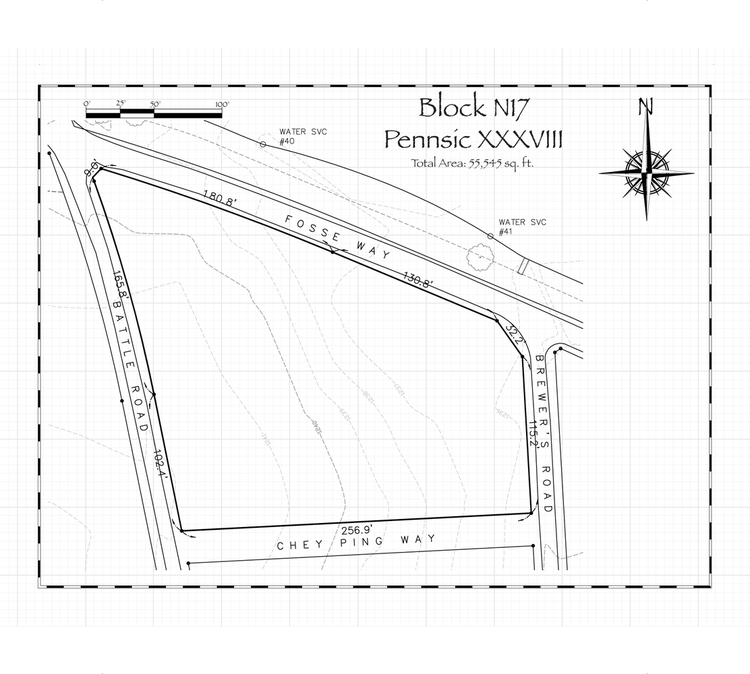 0'
25'
50'
100'
Block N17
Pennsic XXXVIII
Total Area: 55,545 sq. ft.
N
WATER SVC
#40
9.0'
180.8'
FOSSE WAY
WATER SVC
#41
130.8'
165.8'
BATTLE ROAD
32.2'
BREWER'S ROAD
115.2'
102.4'
256.9'
CHEY PING WAY